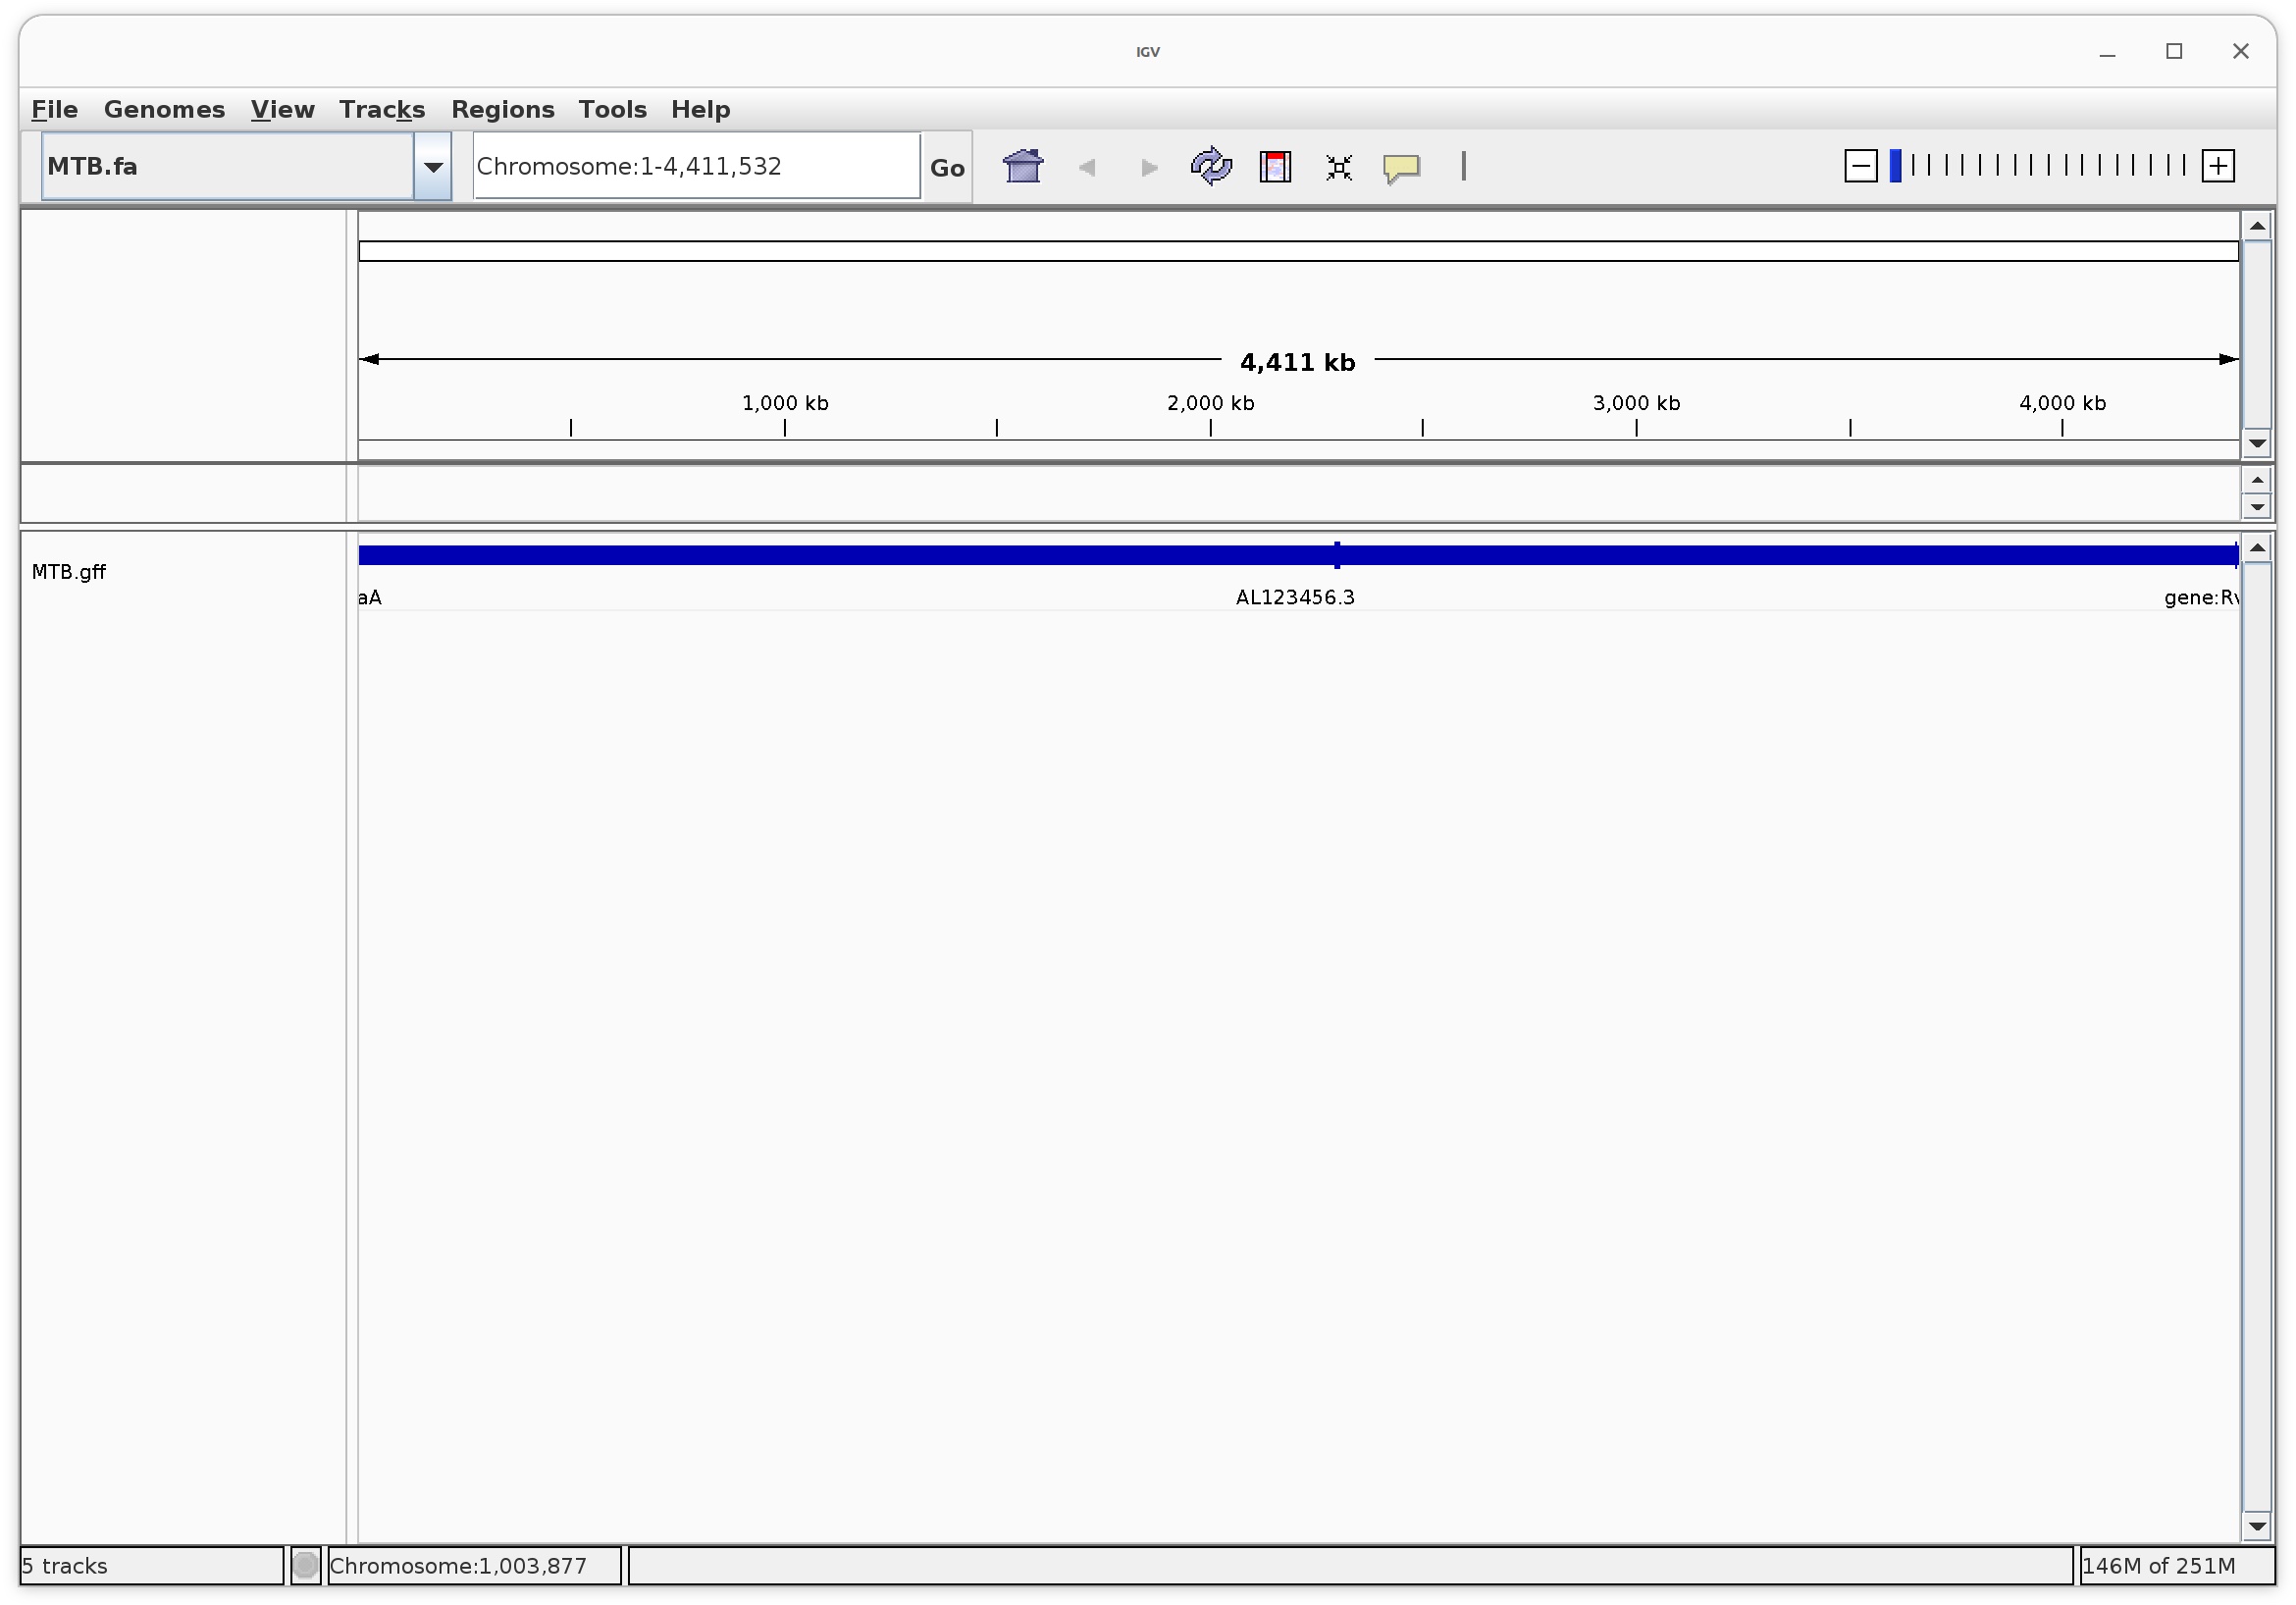 IGV
File Genomes View Tracks Regions Tools Help
MTB.fa Chromosome:1-4,411,532 Go
4,411 kb
1,000 kb 2,000 kb 3,000 kb 4,000 kb
MTB.gff
aA AL123456.3 gene:Rv
5 tracks Chromosome:1,003,877 146M of 251M